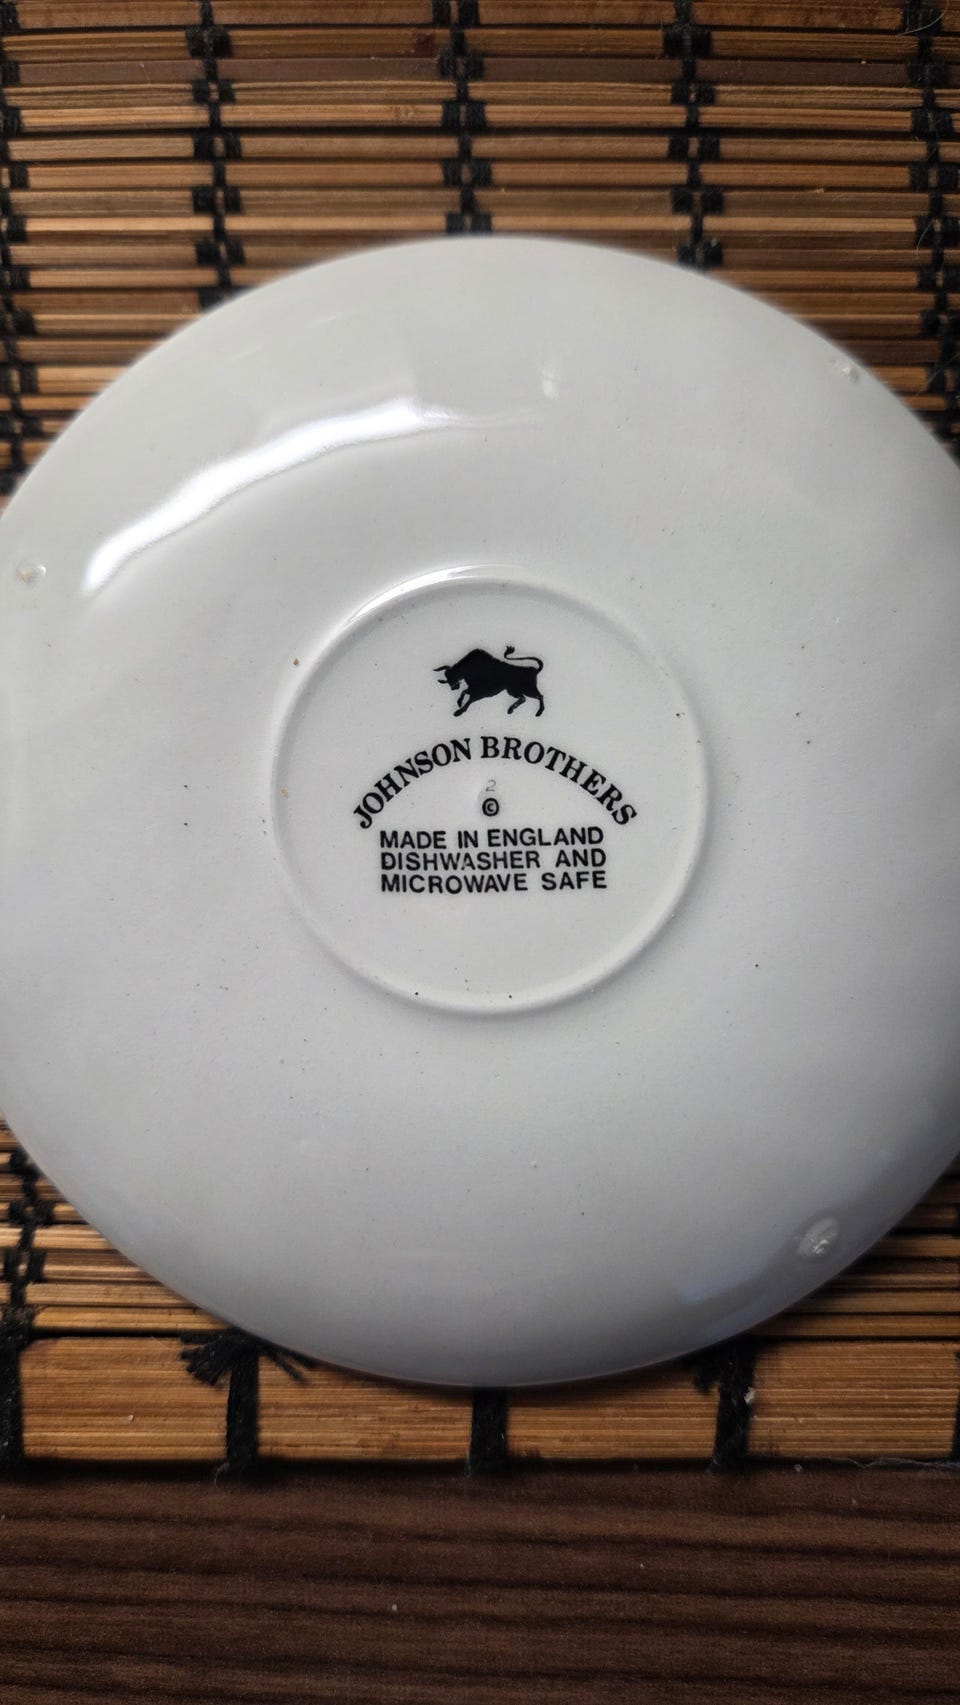 JOHNSON BROTHERS
2
©
MADE IN ENGLAND
DISHWASHER AND
MICROWAVE SAFE